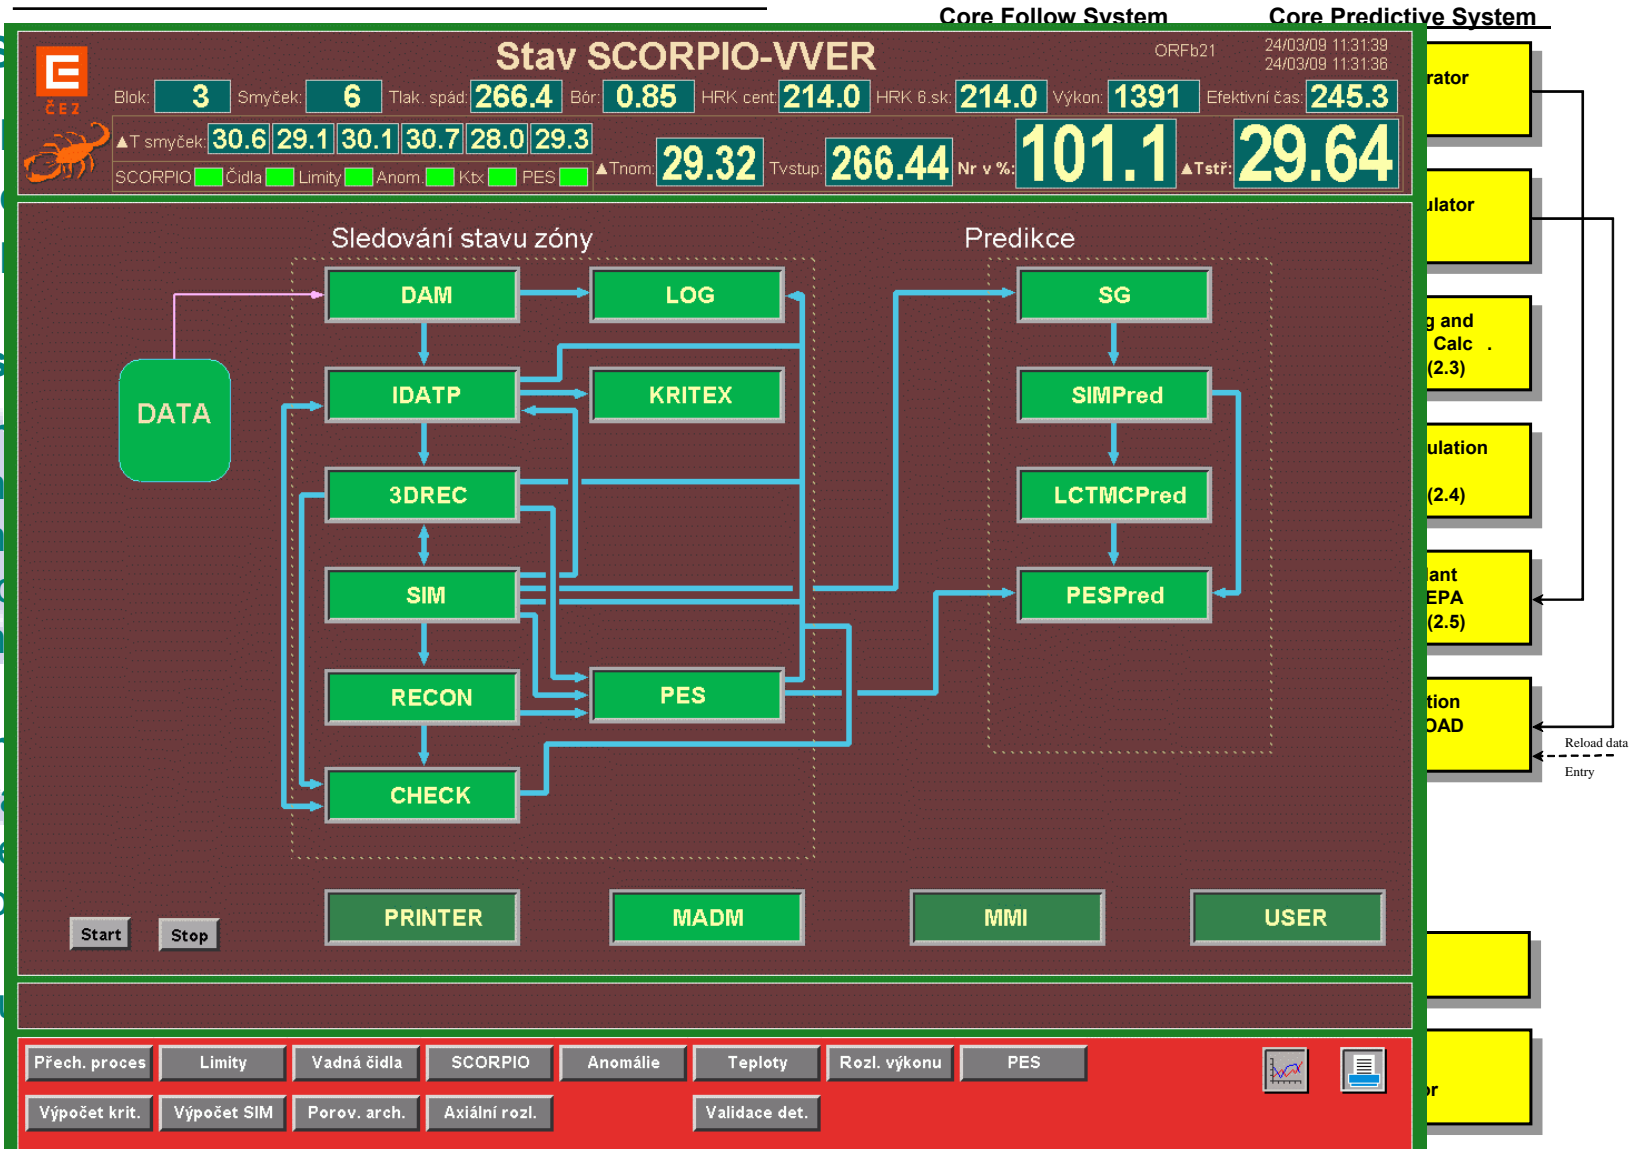 Core Follow System Core Predictive System
Stav SCORPIO-VVER
ORFb21
24/03/09 11:31:39
24/03/09 11:31:36
ČEZ
Blok: 3 Smyček: 6 Tlak. spád: 266.4 Bór: 0.85 HRK cent: 214.0 HRK 6.sk: 214.0 Výkon: 1391 Efektivní čas: 245.3
▲T smyček: 30.6 29.1 30.1 30.7 28.0 29.3
▲Tnom: 29.32 Tvstup: 266.44 Nr v %: 101.1 ▲Tstř: 29.64
SCORPIO Čidla Limity Anom. Ktx PES
Sledování stavu zóny
Predikce
DATA
DAM
LOG
SG
IDATP
KRITEX
SIMPred
3DREC
LCTMCPred
SIM
PESPred
RECON
PES
CHECK
PRINTER
MADM
MMI
USER
Start
Stop
Přech. proces
Limity
Vadná čidla
SCORPIO
Anomálie
Teploty
Rozl. výkonu
PES
Výpočet krit.
Výpočet SIM
Porov. arch.
Axiální rozl.
Validace det.
rator
ulator
g and
Calc .
(2.3)
ulation
(2.4)
lant
EPA
(2.5)
tion
OAD
Reload data
Entry
or